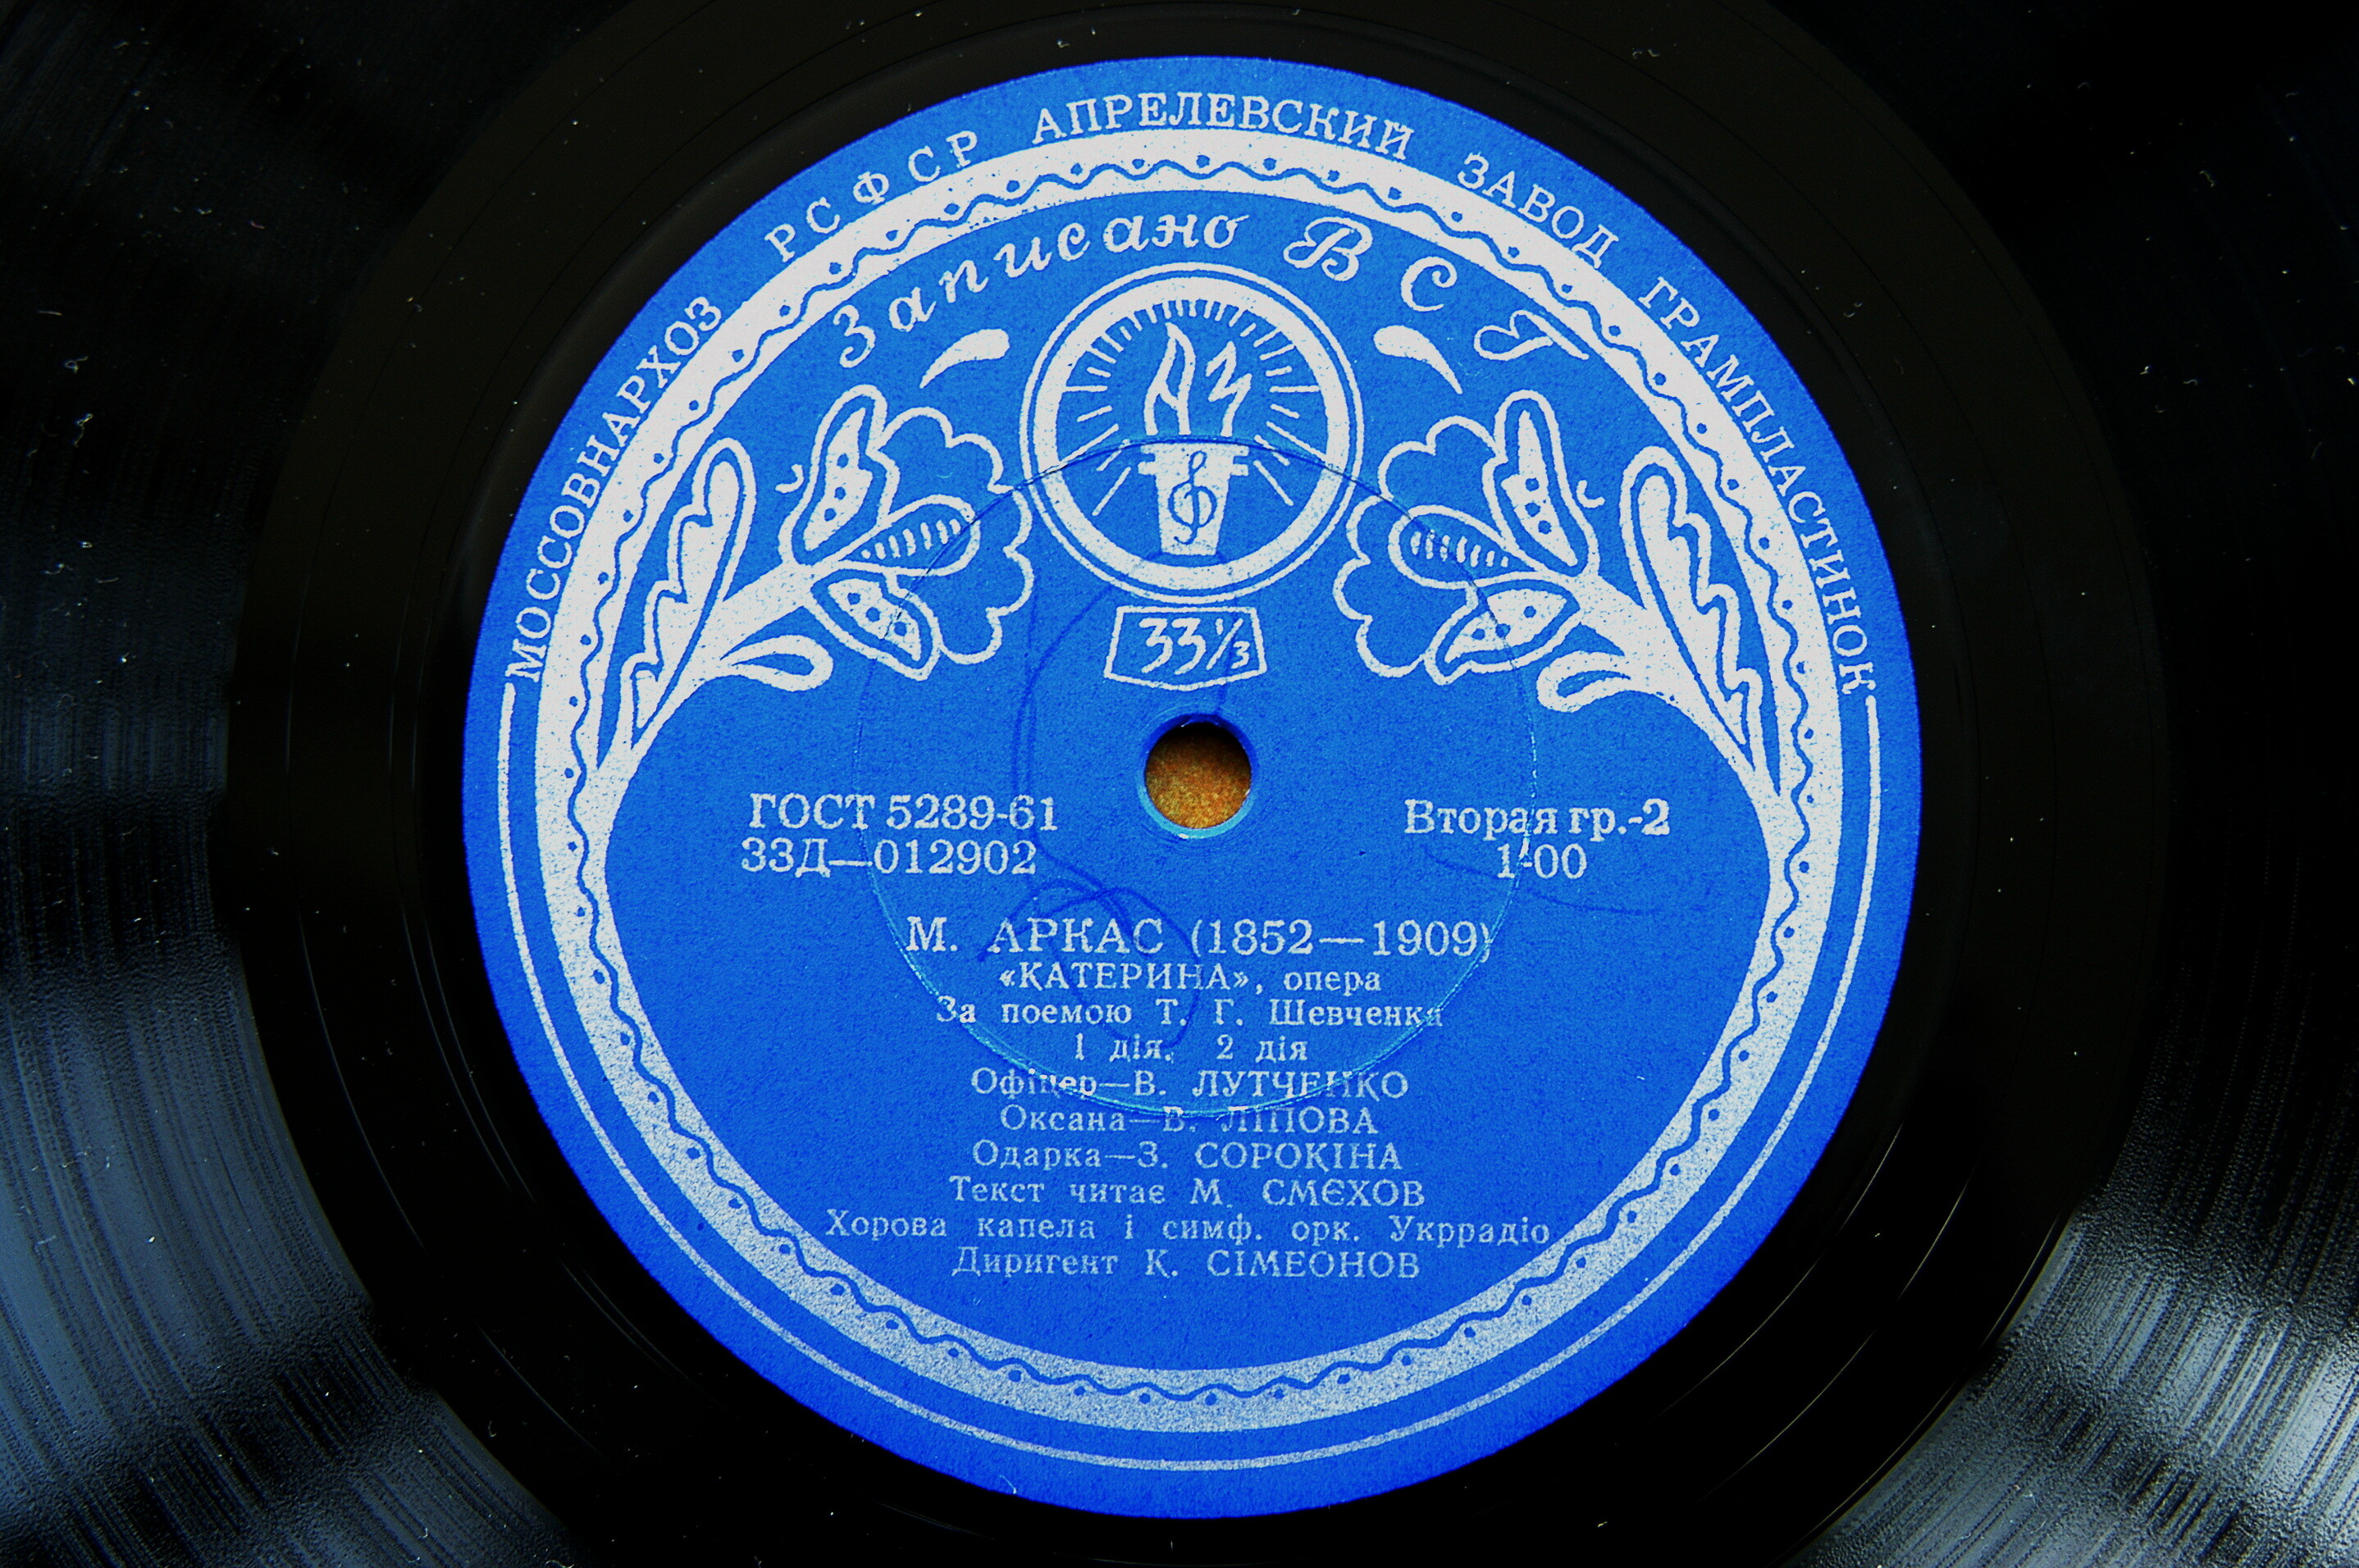 МОССОВНАРХОЗ РСФСР АПРЕЛЕВСКИЙ ЗАВОД ГРАМПЛАСТИНОК
Записано ВСГ
АЗ
33⅓
ГОСТ 5289-61
33Д—012902
Вторая гр.-2
1-00
М. АРКАС (1852—1909)
«КАТЕРИНА», опера
За поемою Т. Г. Шевченка
1 дія, 2 дія
Офіцер—В. ЛУТЧЕНКО
Оксана—В. ЛІПОВА
Одарка—З. СОРОКІНА
Текст читає М. СМЄХОВ
Хорова капела і симф. орк. Укррадіо
Диригент К. СІМЕОНОВ